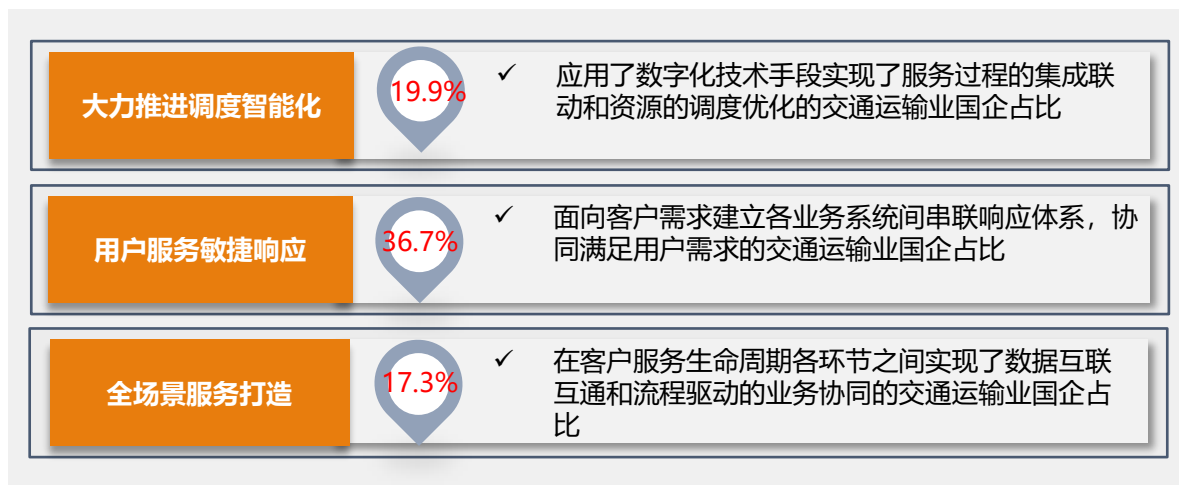 大力推进调度智能化
19.9%
✓ 应用了数字化技术手段实现了服务过程的集成联
动和资源的调度优化的交通运输业国企占比
用户服务敏捷响应
36.7%
✓ 面向客户需求建立各业务系统间串联响应体系，协
同满足用户需求的交通运输业国企占比
全场景服务打造
17.3%
✓ 在客户服务生命周期各环节之间实现了数据互联
互通和流程驱动的业务协同的交通运输业国企占
比